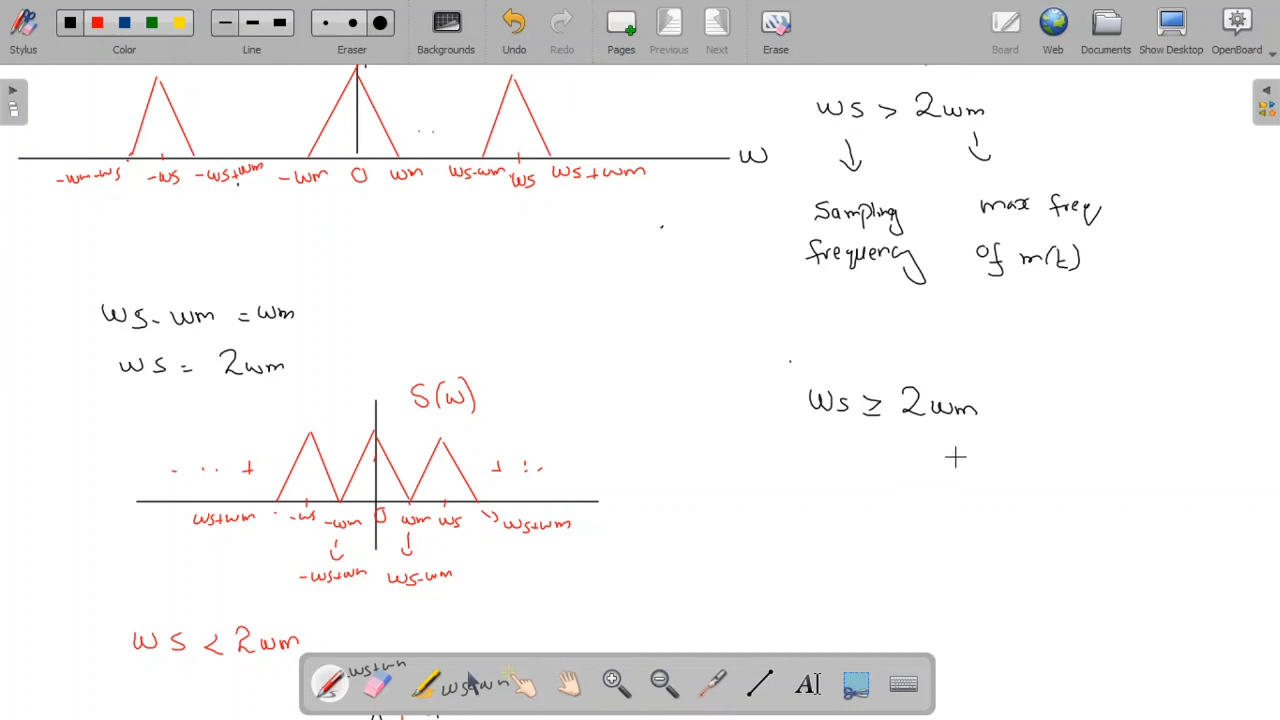 Stylus Color Line Eraser Backgrounds Undo Redo Pages Previous Next Erase Board Web Documents Show Desktop OpenBoard
-wm-ws -ws -ws+wm -wm 0 wm ws-wm ws ws+wm w
ws > 2wm
Sampling frequency
max freq of m(t)
ws-wm = wm
ws = 2wm
S(w)
... +
+ ...
ws+wm -ws -wm 0 wm ws ws+wm
-ws+wm ws-wm
ws ≥ 2wm
ws < 2wm